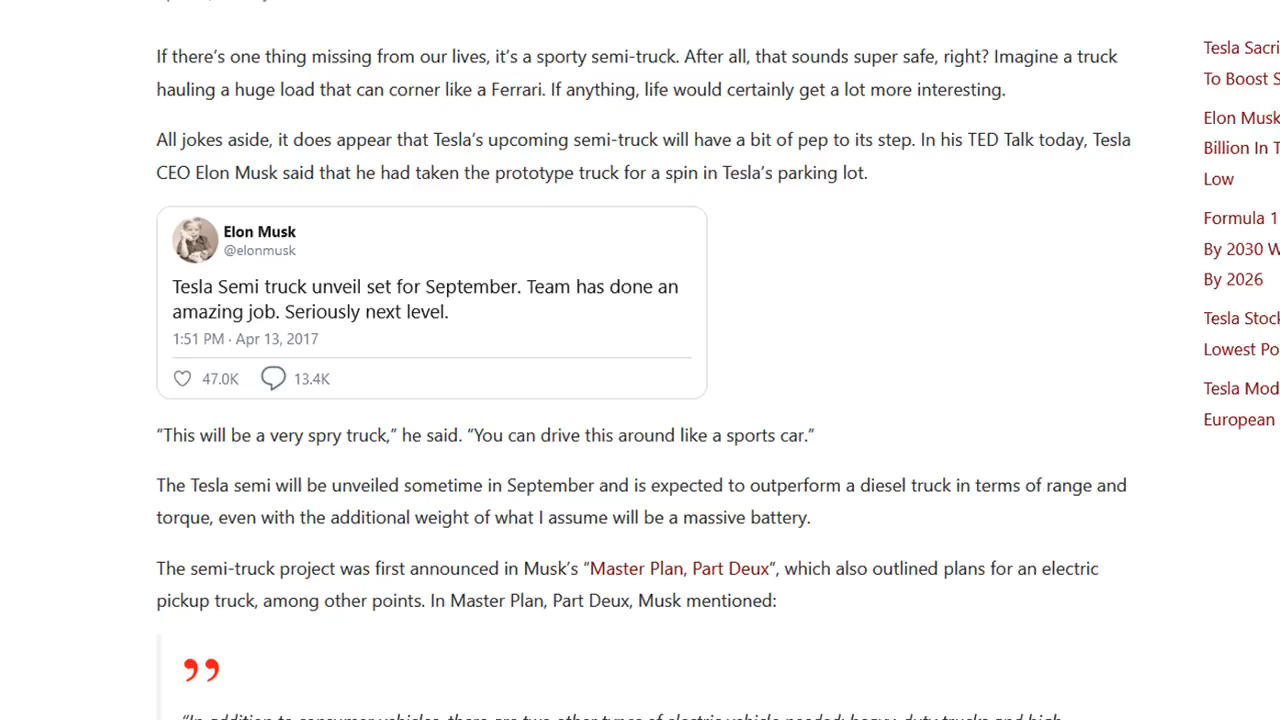 If there’s one thing missing from our lives, it’s a sporty semi-truck. After all, that sounds super safe, right? Imagine a truck
hauling a huge load that can corner like a Ferrari. If anything, life would certainly get a lot more interesting.
All jokes aside, it does appear that Tesla’s upcoming semi-truck will have a bit of pep to its step. In his TED Talk today, Tesla
CEO Elon Musk said that he had taken the prototype truck for a spin in Tesla’s parking lot.
Elon Musk
@elonmusk
Tesla Semi truck unveil set for September. Team has done an
amazing job. Seriously next level.
1:51 PM · Apr 13, 2017
47.0K 13.4K
“This will be a very spry truck,” he said. “You can drive this around like a sports car.”
The Tesla semi will be unveiled sometime in September and is expected to outperform a diesel truck in terms of range and
torque, even with the additional weight of what I assume will be a massive battery.
The semi-truck project was first announced in Musk’s “Master Plan, Part Deux”, which also outlined plans for an electric
pickup truck, among other points. In Master Plan, Part Deux, Musk mentioned:
”
“In addition to consumer vehicles, there are two other types of electric vehicle needed: heavy-duty trucks and high
Tesla Sacri
To Boost S
Elon Musk
Billion In T
Low
Formula 1
By 2030 W
By 2026
Tesla Stock
Lowest Po
Tesla Mod
European